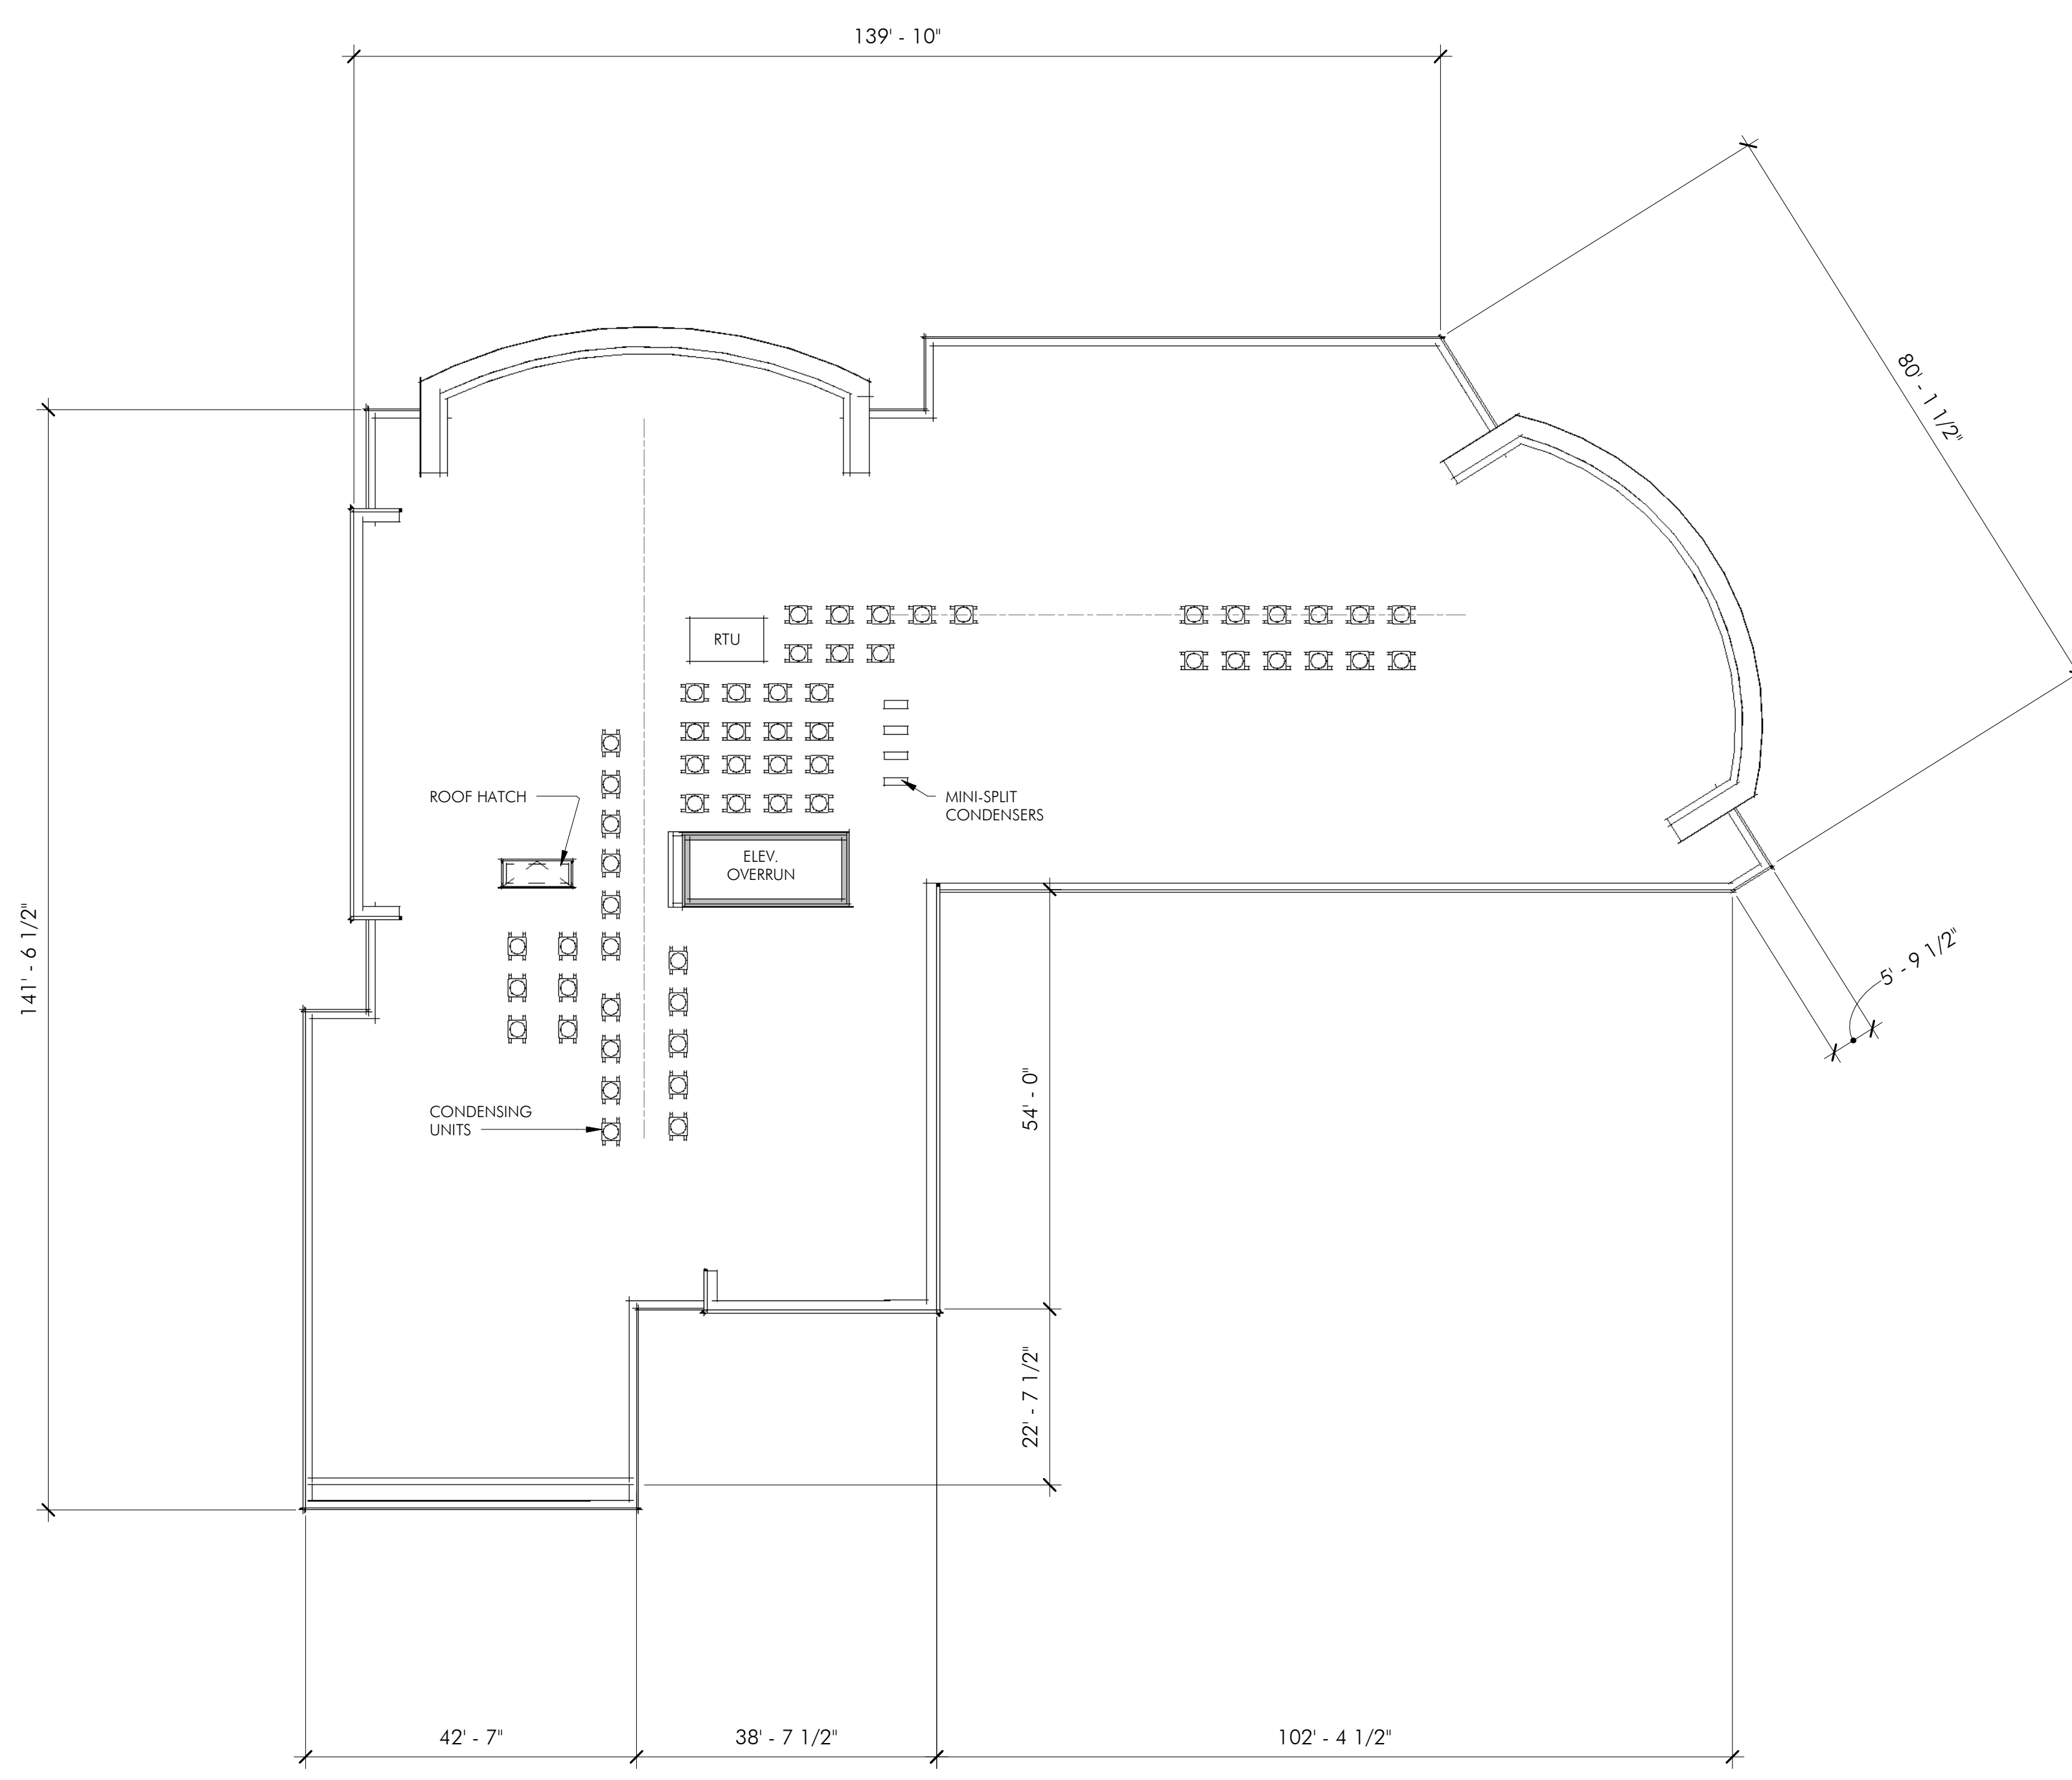 139' - 10"
80' - 1 1/2"
RTU
ROOF HATCH
MINI-SPLIT
CONDENSERS
ELEV.
OVERRUN
141' - 6 1/2"
5' - 9 1/2"
54' - 0"
CONDENSING
UNITS
22' - 7 1/2"
42' - 7"
38' - 7 1/2"
102' - 4 1/2"